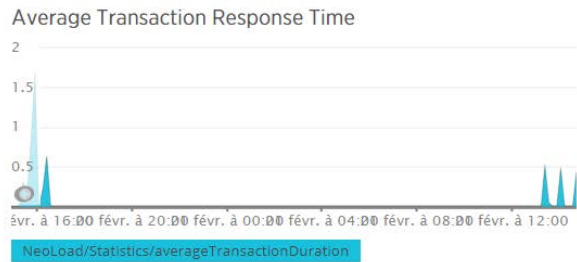 Average Transaction Response Time
2
1.5
1
0.5
évr. à 16:00 févr. à 20:00 févr. à 00:00 févr. à 04:00 févr. à 08:00 févr. à 12:00
NeoLoad/Statistics/averageTransactionDuration